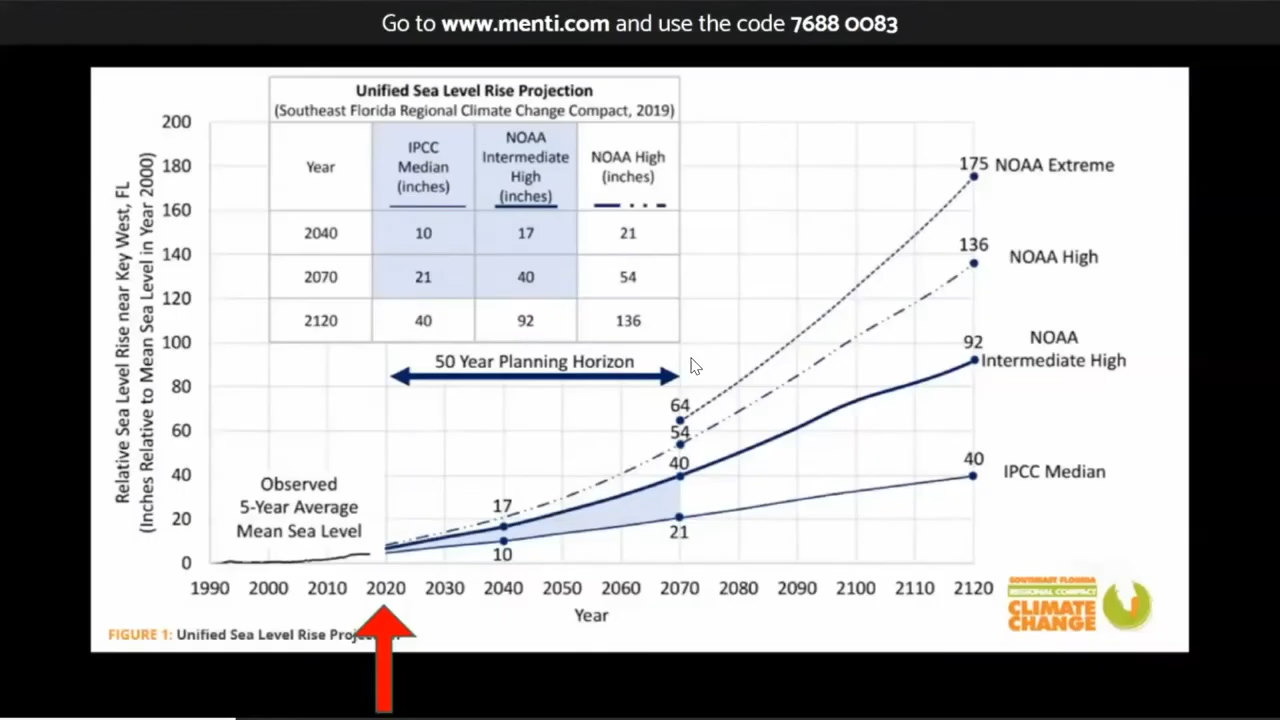 Go to www.menti.com and use the code 7688 0083
Unified Sea Level Rise Projection
(Southeast Florida Regional Climate Change Compact, 2019)
Year
IPCC
Median
(inches)
NOAA
Intermediate
High
(inches)
NOAA High
(inches)
2040 10 17 21
2070 21 40 54
2120 40 92 136
50 Year Planning Horizon
Relative Sea Level Rise near Key West, FL
(Inches Relative to Mean Sea Level in Year 2000)
200
180
160
140
120
100
80
60
40
20
0
Observed
5-Year Average
Mean Sea Level
17
10
64
54
40
21
175 NOAA Extreme
136
NOAA High
92
NOAA
Intermediate High
40
IPCC Median
1990 2000 2010 2020 2030 2040 2050 2060 2070 2080 2090 2100 2110 2120
Year
FIGURE 1: Unified Sea Level Rise
SOUTHEAST FLORIDA
REGIONAL COMPACT
CLIMATE
CHANGE